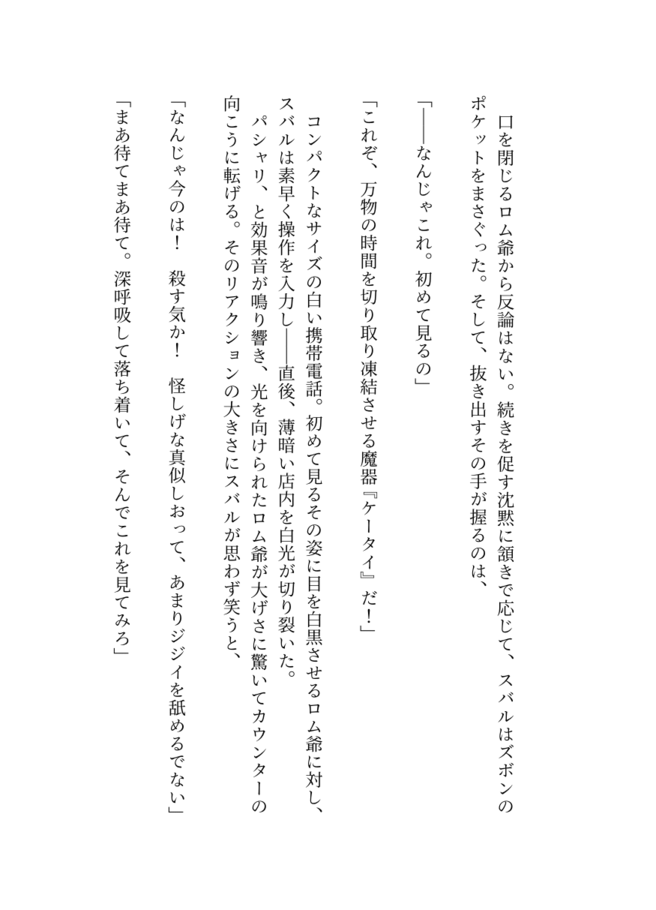 口を閉じるロム爺から反論はない。続きを促す沈黙に頷きで応じて、スバルはズボンの
ポケットをまさぐった。そして、抜き出すその手が握るのは、
「――なんじゃこれ。初めて見るの」
「これぞ、万物の時間を切り取り凍結させる魔器『ケータイ』だ！」
コンパクトなサイズの白い携帯電話。初めて見るその姿に目を白黒させるロム爺に対し、
スバルは素早く操作を入力し――直後、薄暗い店内を白光が切り裂いた。
パシャリ、と効果音が鳴り響き、光を向けられたロム爺が大げさに驚いてカウンターの
向こうに転げる。そのリアクションの大きさにスバルが思わず笑うと、
「なんじゃ今のは！　殺す気か！　怪しげな真似しおって、あまりジジイを舐めるでない」
「まあ待てまあ待て。深呼吸して落ち着いて、そんでこれを見てみろ」